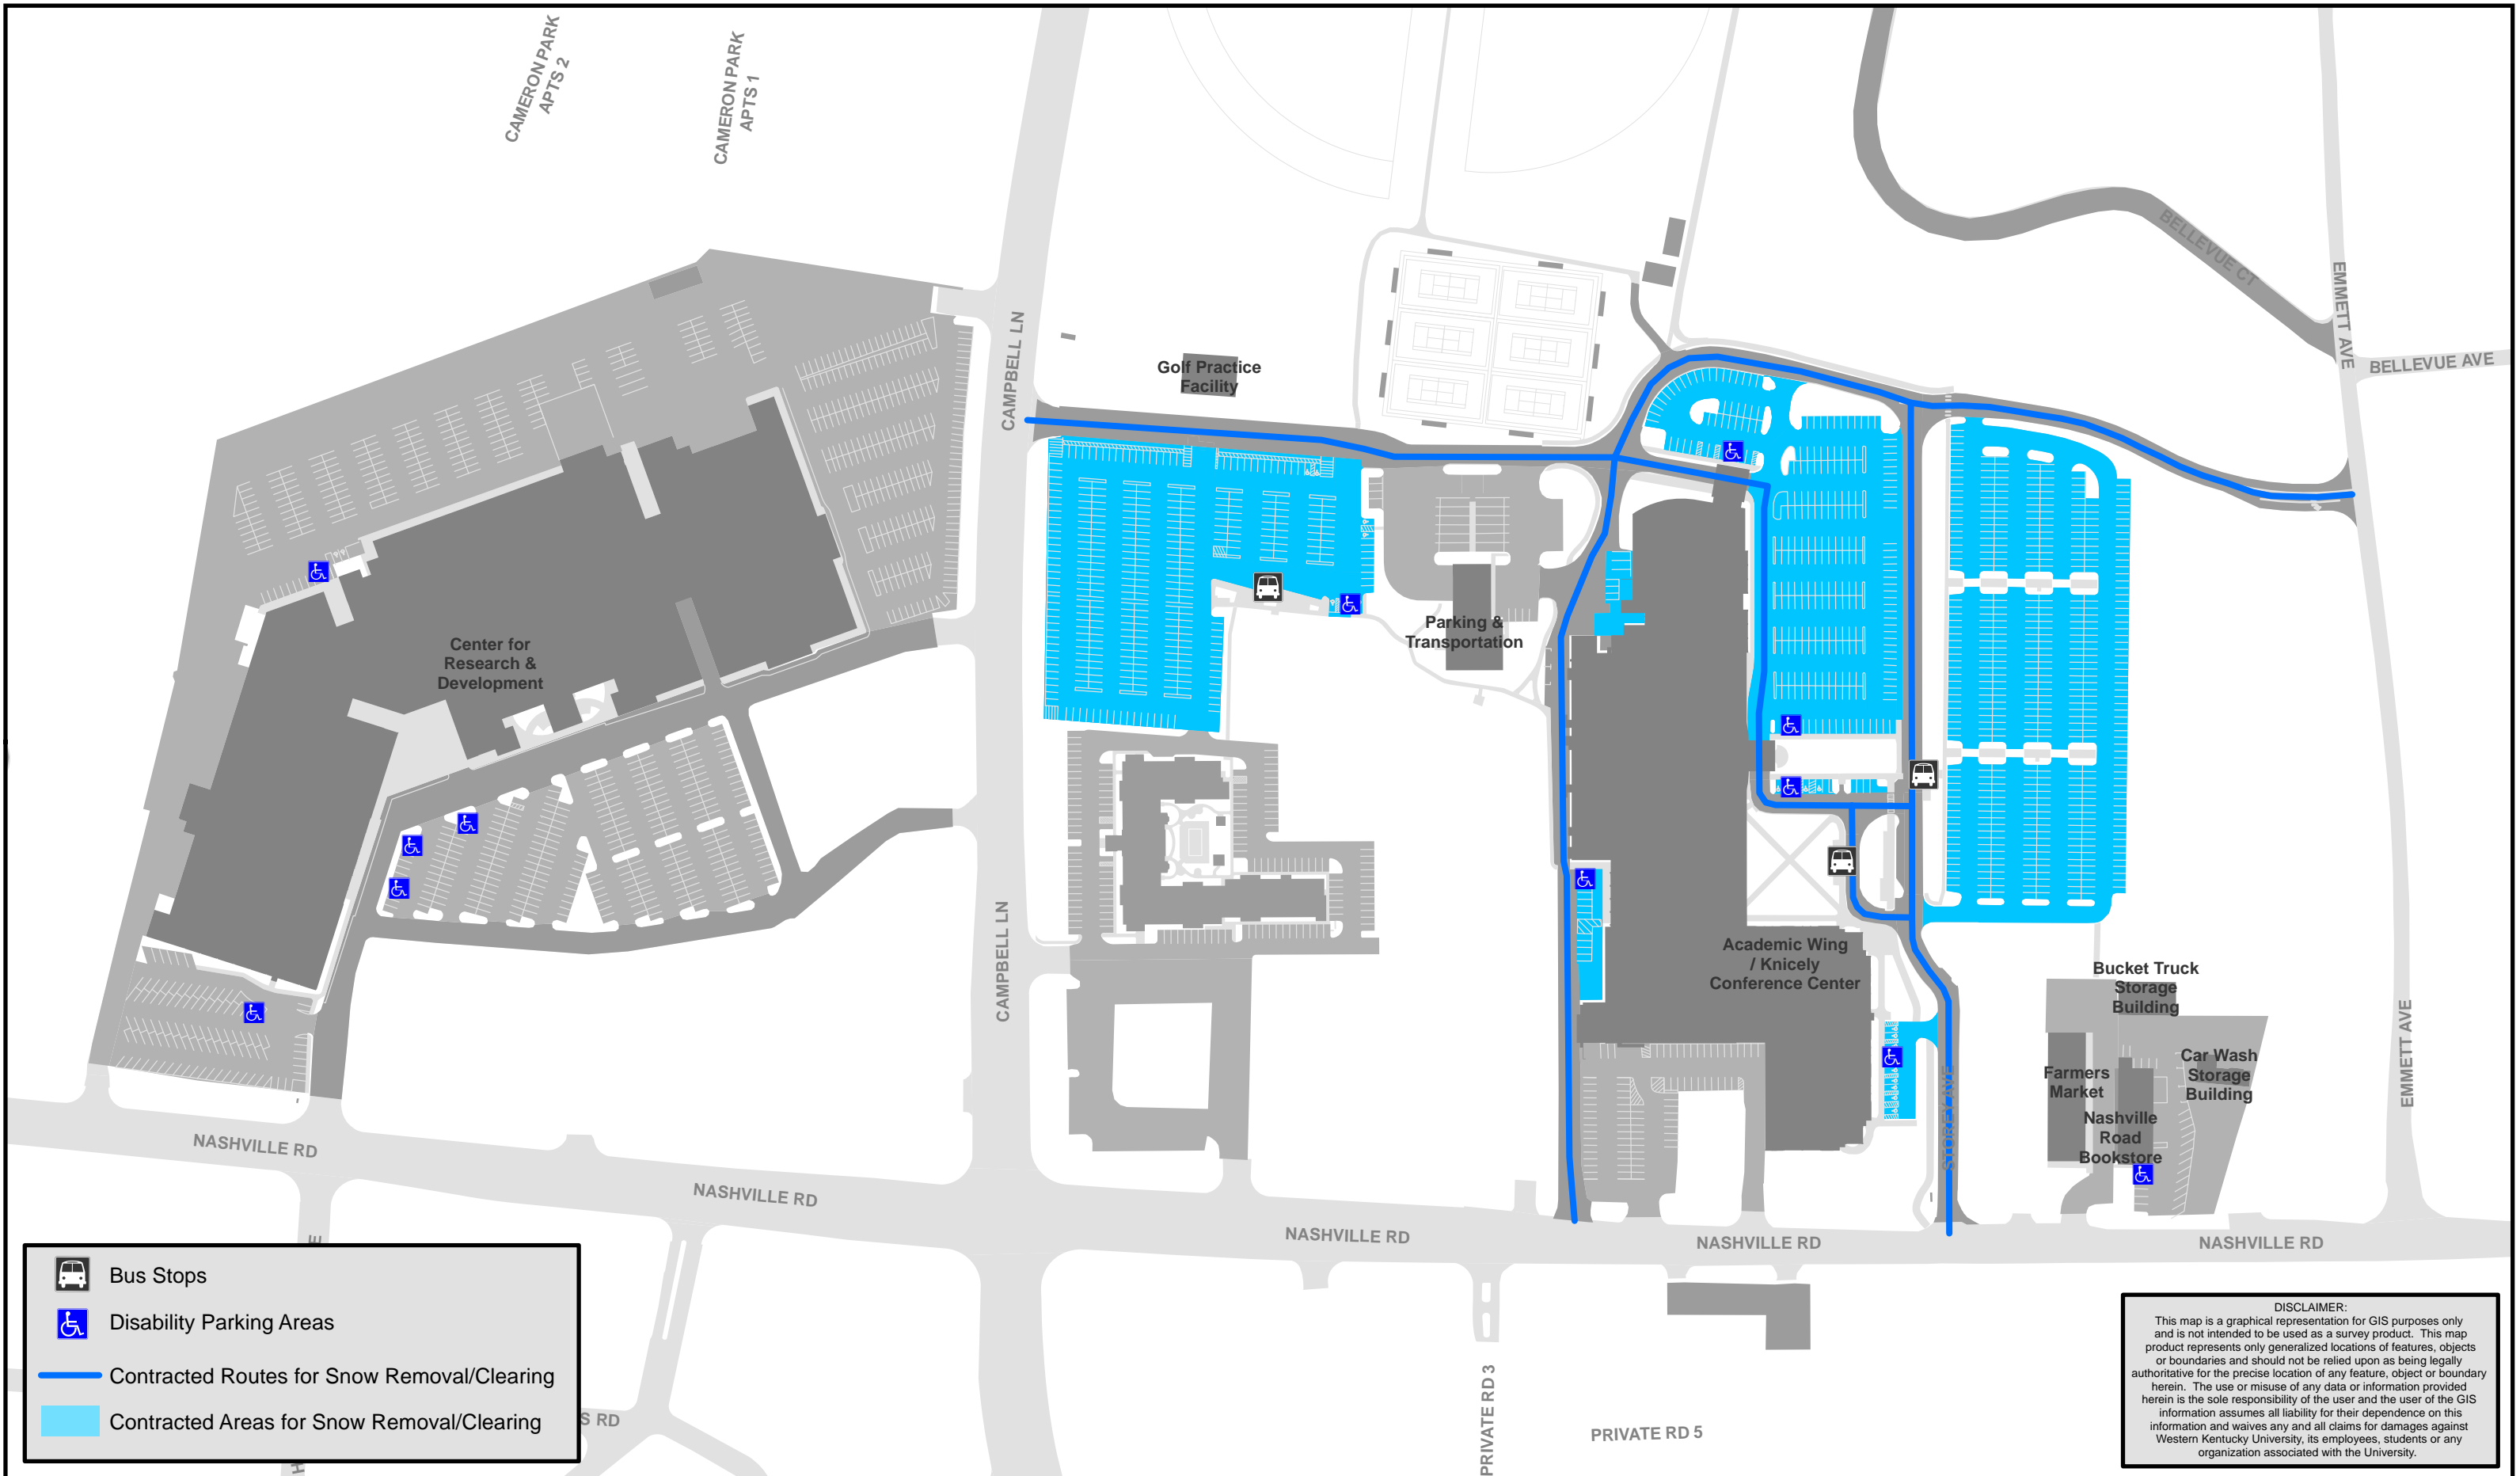 CAMERON PARK
APTS 2
CAMERON PARK
APTS 1
BELLEVUE CT
EMMETT AVE
BELLEVUE AVE
CAMPBELL LN
Golf Practice
Facility
Parking &
Transportation
Center for
Research &
Development
CAMPBELL LN
Academic Wing
/ Knicely
Conference Center
Bucket Truck
Storage
Building
Car Wash
Storage
Building
Farmers
Market
Nashville
Road
Bookstore
STOREY AVE
EMMETT AVE
NASHVILLE RD
NASHVILLE RD
NASHVILLE RD
NASHVILLE RD
NASHVILLE RD
PRIVATE RD 3
PRIVATE RD 5
S RD
E
H
Bus Stops
Disability Parking Areas
Contracted Routes for Snow Removal/Clearing
Contracted Areas for Snow Removal/Clearing
DISCLAIMER:
This map is a graphical representation for GIS purposes only
and is not intended to be used as a survey product. This map
product represents only generalized locations of features, objects
or boundaries and should not be relied upon as being legally
authoritative for the precise location of any feature, object or boundary
herein. The use or misuse of any data or information provided
herein is the sole responsibility of the user and the user of the GIS
information assumes all liability for their dependence on this
information and waives any and all claims for damages against
Western Kentucky University, its employees, students or any
organization associated with the University.